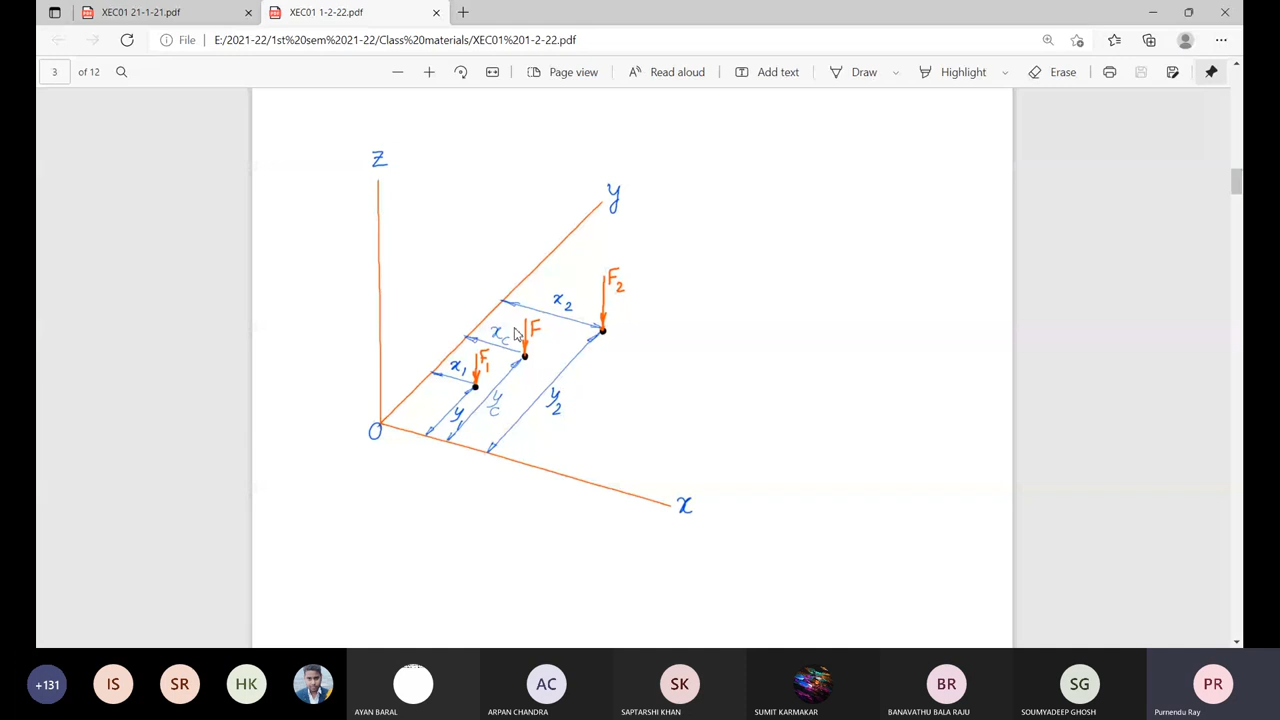 XEC01 21-1-21.pdf
XEC01 1-2-22.pdf
File
E:/2021-22/1st%20sem%202021-22/Class%20materials/XEC01%201-2-22.pdf
3 of 12
Page view
Read aloud
Add text
Draw
Highlight
Erase
z
y
F2
x2
xc
F
F1
x1
y
yc
y2
O
x
+131
IS
SR
HK
AYAN BARAL
AC
ARPAN CHANDRA
SK
SAPTARSHI KHAN
SUMIT KARMAKAR
BR
BANAVATHU BALA RAJU
SG
SOUMYADEEP GHOSH
PR
Purnendu Ray